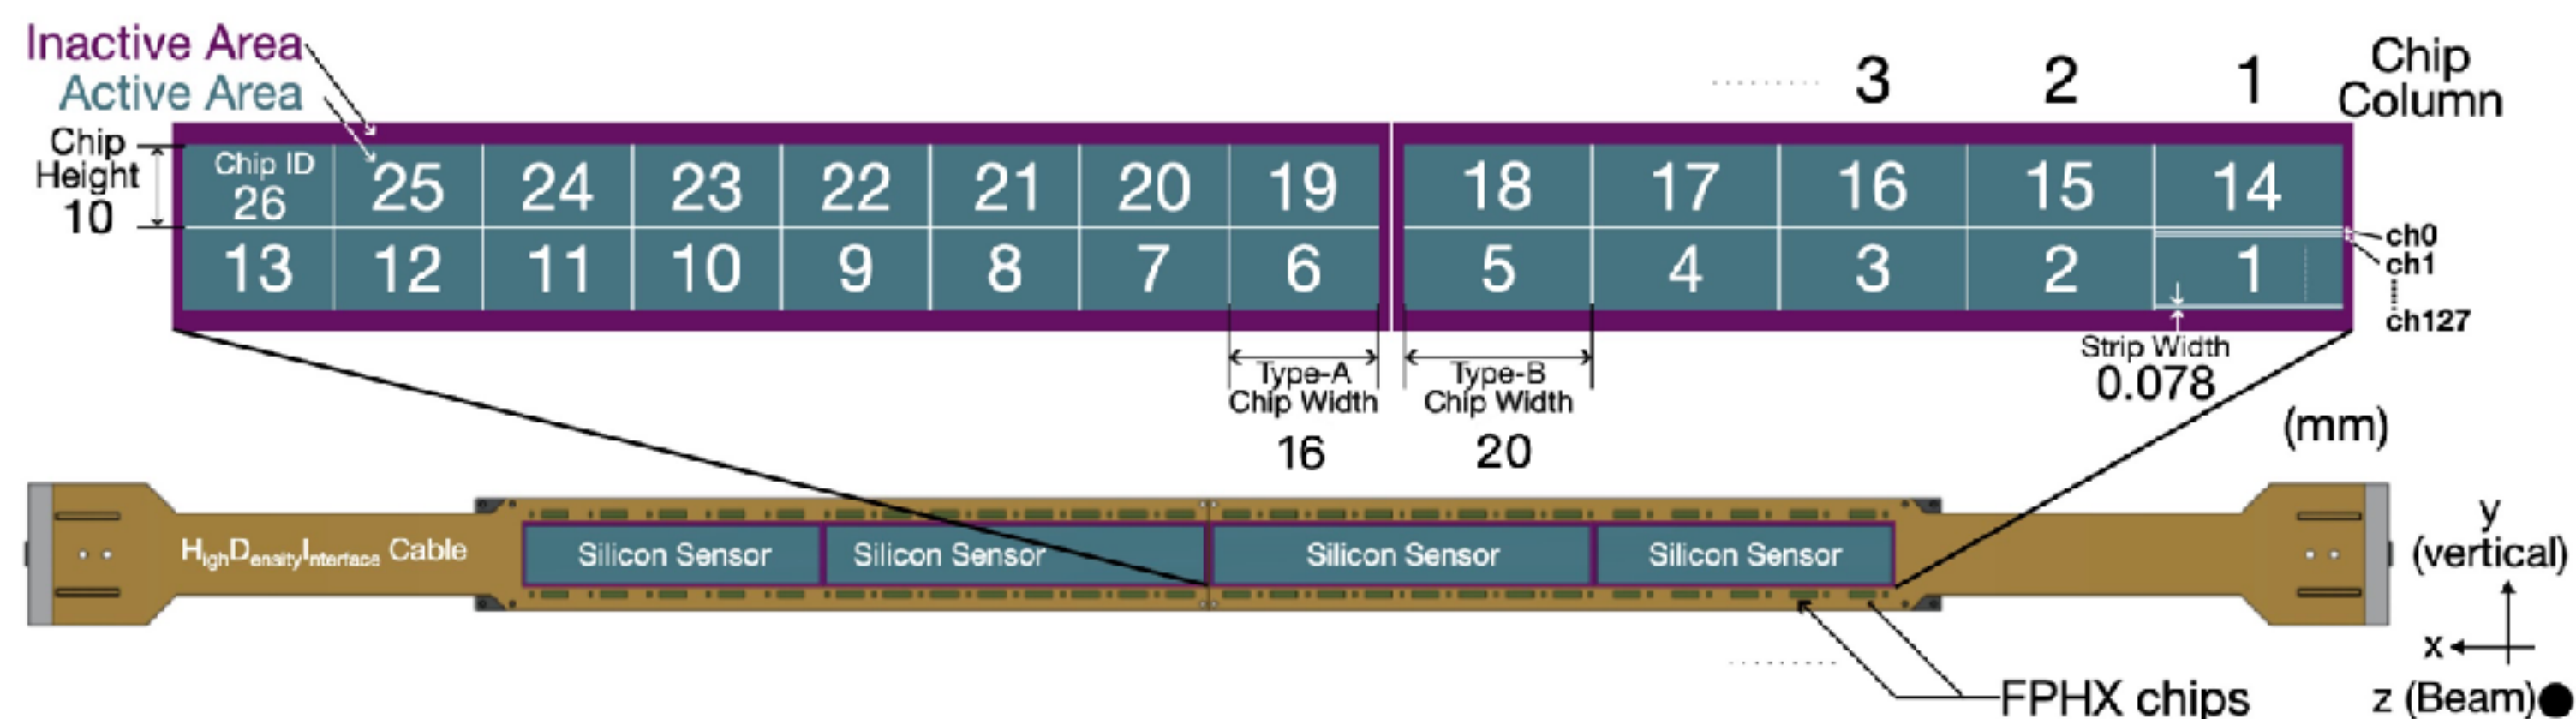 Inactive Area
Active Area
3 2 1
Chip
Column
Chip
Height
10
Chip ID
26 25 24 23 22 21 20 19 18 17 16 15 14
13 12 11 10 9 8 7 6 5 4 3 2 1
ch0
ch1
ch127
Type-A
Chip Width
16
Type-B
Chip Width
20
Strip Width
0.078
(mm)
HighDensityInterface Cable
Silicon Sensor Silicon Sensor Silicon Sensor Silicon Sensor
y
(vertical)
x
z (Beam)
FPHX chips